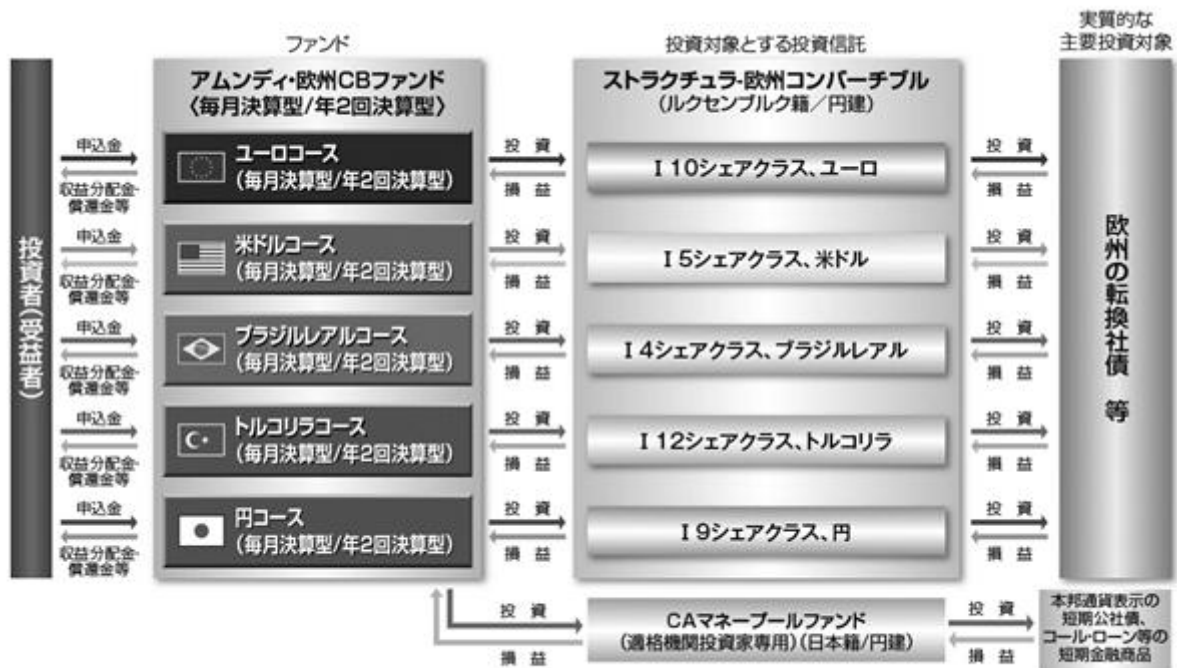 ファンド
投資対象とする投資信託
実質的な
主要投資対象
投資者(受益者)
アムンディ・欧州CBファンド
〈毎月決算型/年2回決算型〉
ストラクチュラ-欧州コンバーチブル
(ルクセンブルク籍/円建)
欧州の転換社債 等
申込金
収益分配金・
償還金等
ユーロコース
(毎月決算型/年2回決算型)
投 資
損 益
I 10シェアクラス、ユーロ
投 資
損 益
申込金
収益分配金・
償還金等
米ドルコース
(毎月決算型/年2回決算型)
投 資
損 益
I 5シェアクラス、米ドル
投 資
損 益
申込金
収益分配金・
償還金等
ブラジルレアルコース
(毎月決算型/年2回決算型)
投 資
損 益
I 4シェアクラス、ブラジルレアル
投 資
損 益
申込金
収益分配金・
償還金等
トルコリラコース
(毎月決算型/年2回決算型)
投 資
損 益
I 12シェアクラス、トルコリラ
投 資
損 益
申込金
収益分配金・
償還金等
円コース
(毎月決算型/年2回決算型)
投 資
損 益
I 9シェアクラス、円
投 資
損 益
投 資
損 益
CAマネープールファンド
(適格機関投資家専用)(日本籍/円建)
投 資
損 益
本邦通貨表示の
短期公社債、
コール・ローン等の
短期金融商品